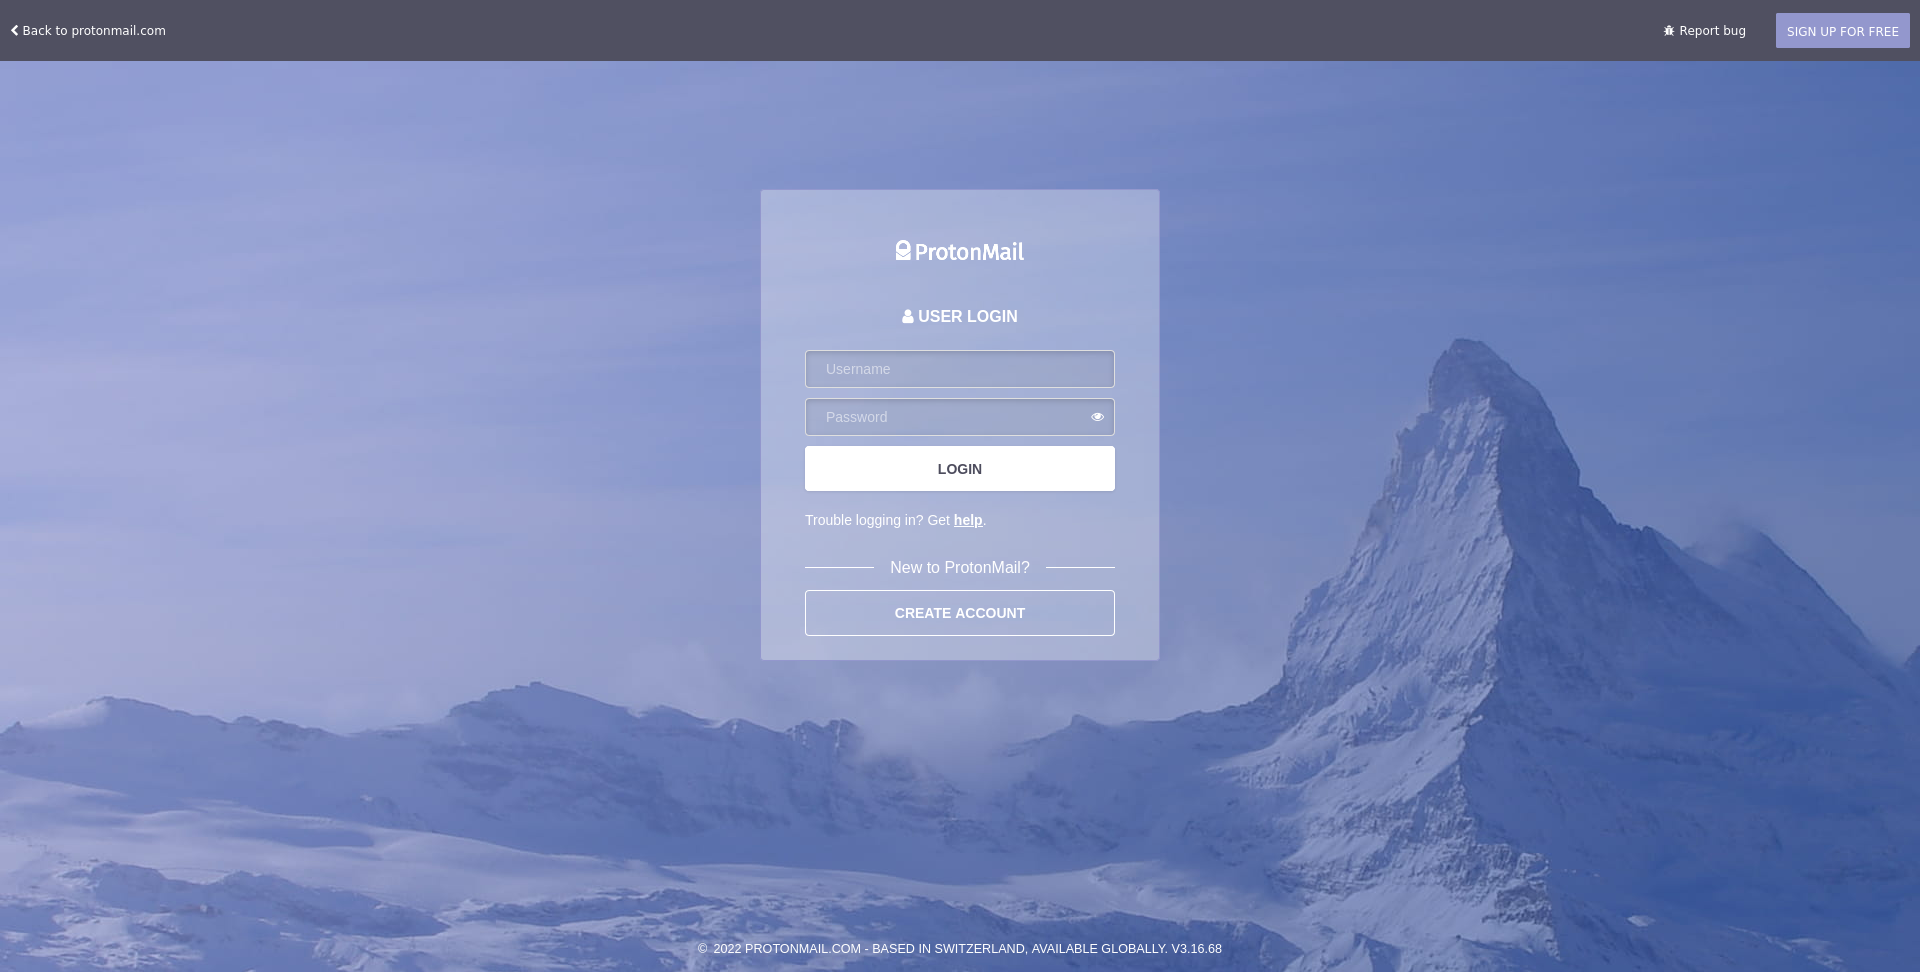 Back to protonmail.com
Report bug
SIGN UP FOR FREE
ProtonMail
USER LOGIN
Username
Password
LOGIN
Trouble logging in? Get help.
New to ProtonMail?
CREATE ACCOUNT
© 2022 PROTONMAIL.COM - BASED IN SWITZERLAND, AVAILABLE GLOBALLY. V3.16.68